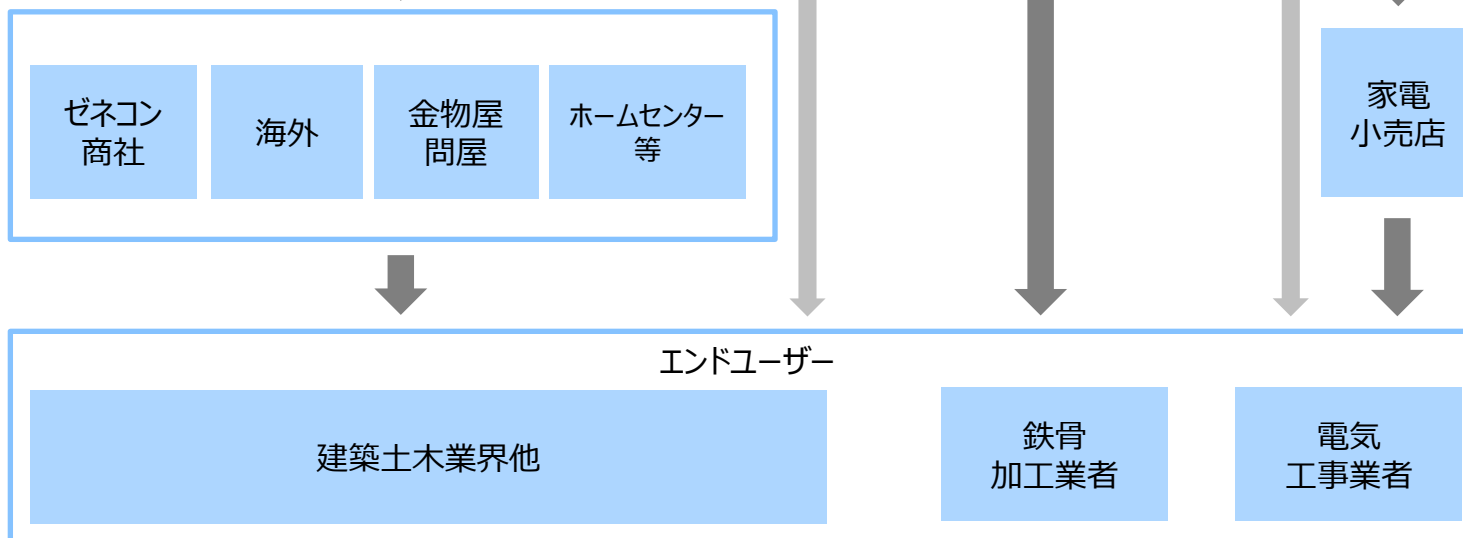 ゼネコン
商社
海外
金物屋
問屋
ホームセンター
等
家電
小売店
エンドユーザー
建築土木業界他
鉄骨
加工業者
電気
工事業者